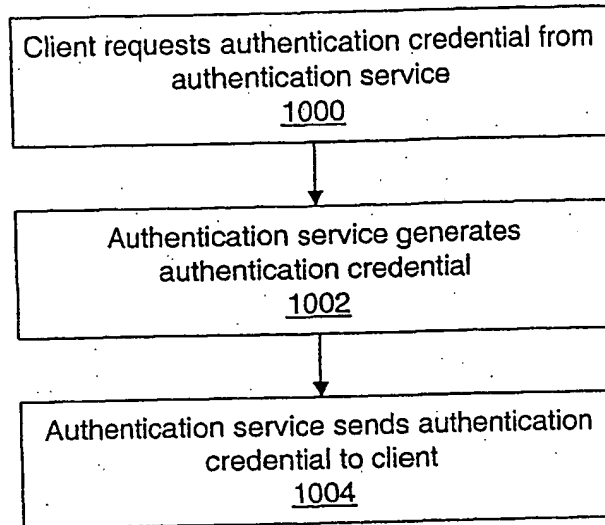 Client requests authentication credential from
authentication service
1000
Authentication service generates
authentication credential
1002
Authentication service sends authentication
credential to client
1004